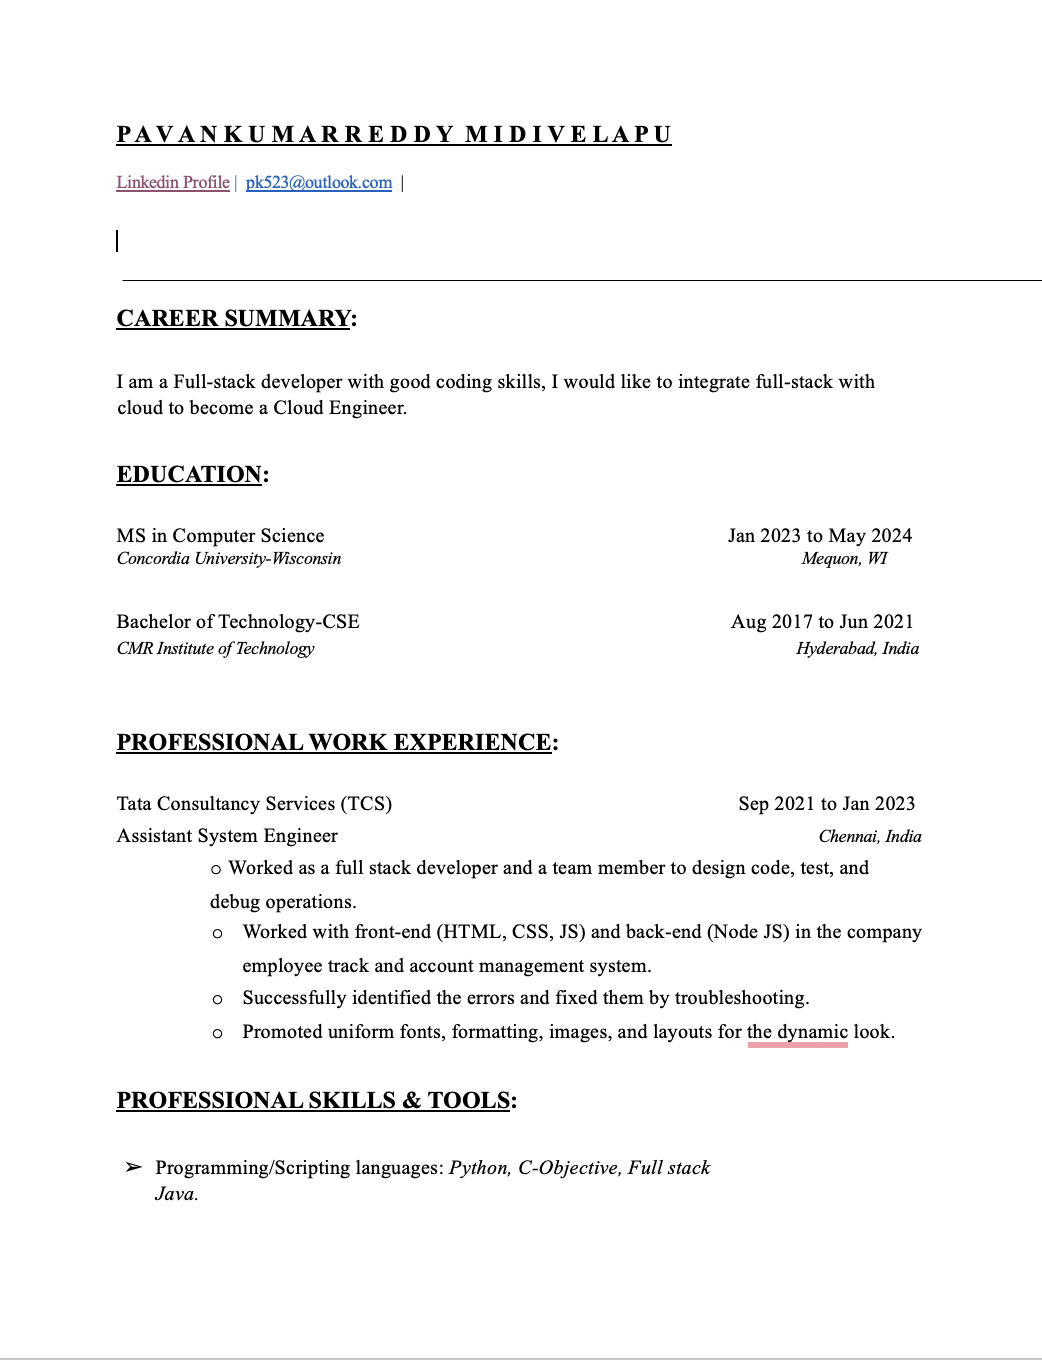 PAVANKUMARREDDY MIDIVELAPU
Linkedin Profile | pk523@outlook.com |
CAREER SUMMARY:
I am a Full-stack developer with good coding skills, I would like to integrate full-stack with
cloud to become a Cloud Engineer.
EDUCATION:
MS in Computer Science Jan 2023 to May 2024
Concordia University-Wisconsin Mequon, WI
Bachelor of Technology-CSE Aug 2017 to Jun 2021
CMR Institute of Technology Hyderabad, India
PROFESSIONAL WORK EXPERIENCE:
Tata Consultancy Services (TCS) Sep 2021 to Jan 2023
Assistant System Engineer Chennai, India
o Worked as a full stack developer and a team member to design code, test, and
debug operations.
o Worked with front-end (HTML, CSS, JS) and back-end (Node JS) in the company
employee track and account management system.
o Successfully identified the errors and fixed them by troubleshooting.
o Promoted uniform fonts, formatting, images, and layouts for the dynamic look.
PROFESSIONAL SKILLS & TOOLS:
➢ Programming/Scripting languages: Python, C-Objective, Full stack
Java.